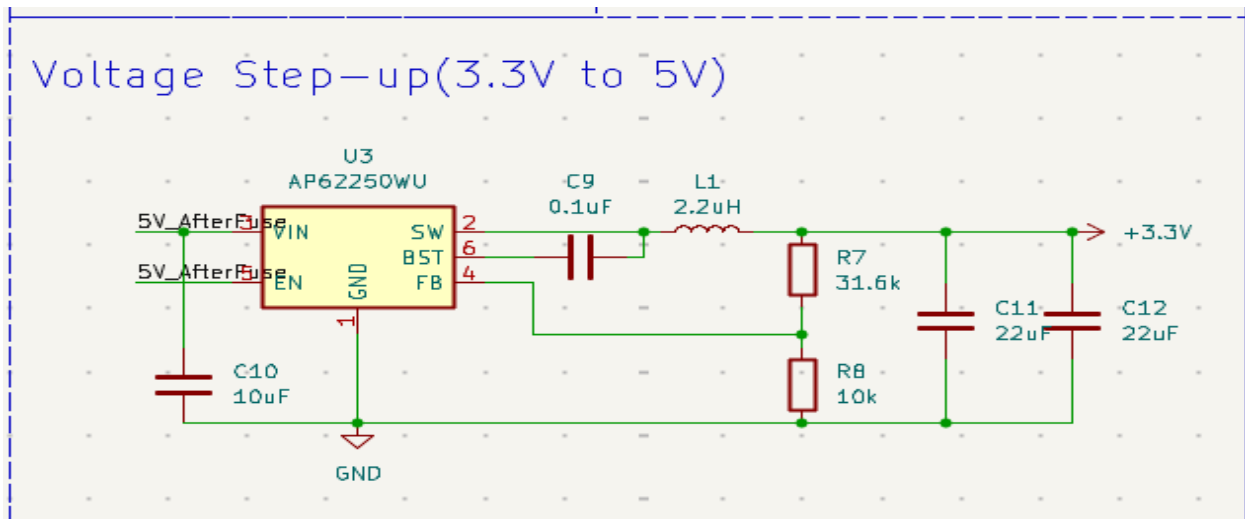 Voltage Step-up(3.3V to 5V)
U3
AP62250WU
C9
0.1uF
L1
2.2uH
5V_AfterFuse
3
VIN
SW
2
+3.3V
BST
6
R7
31.6k
5V_AfterFuse
5
EN
GND
FB
4
1
C11
22uF
C12
22uF
C10
10uF
R8
10k
GND